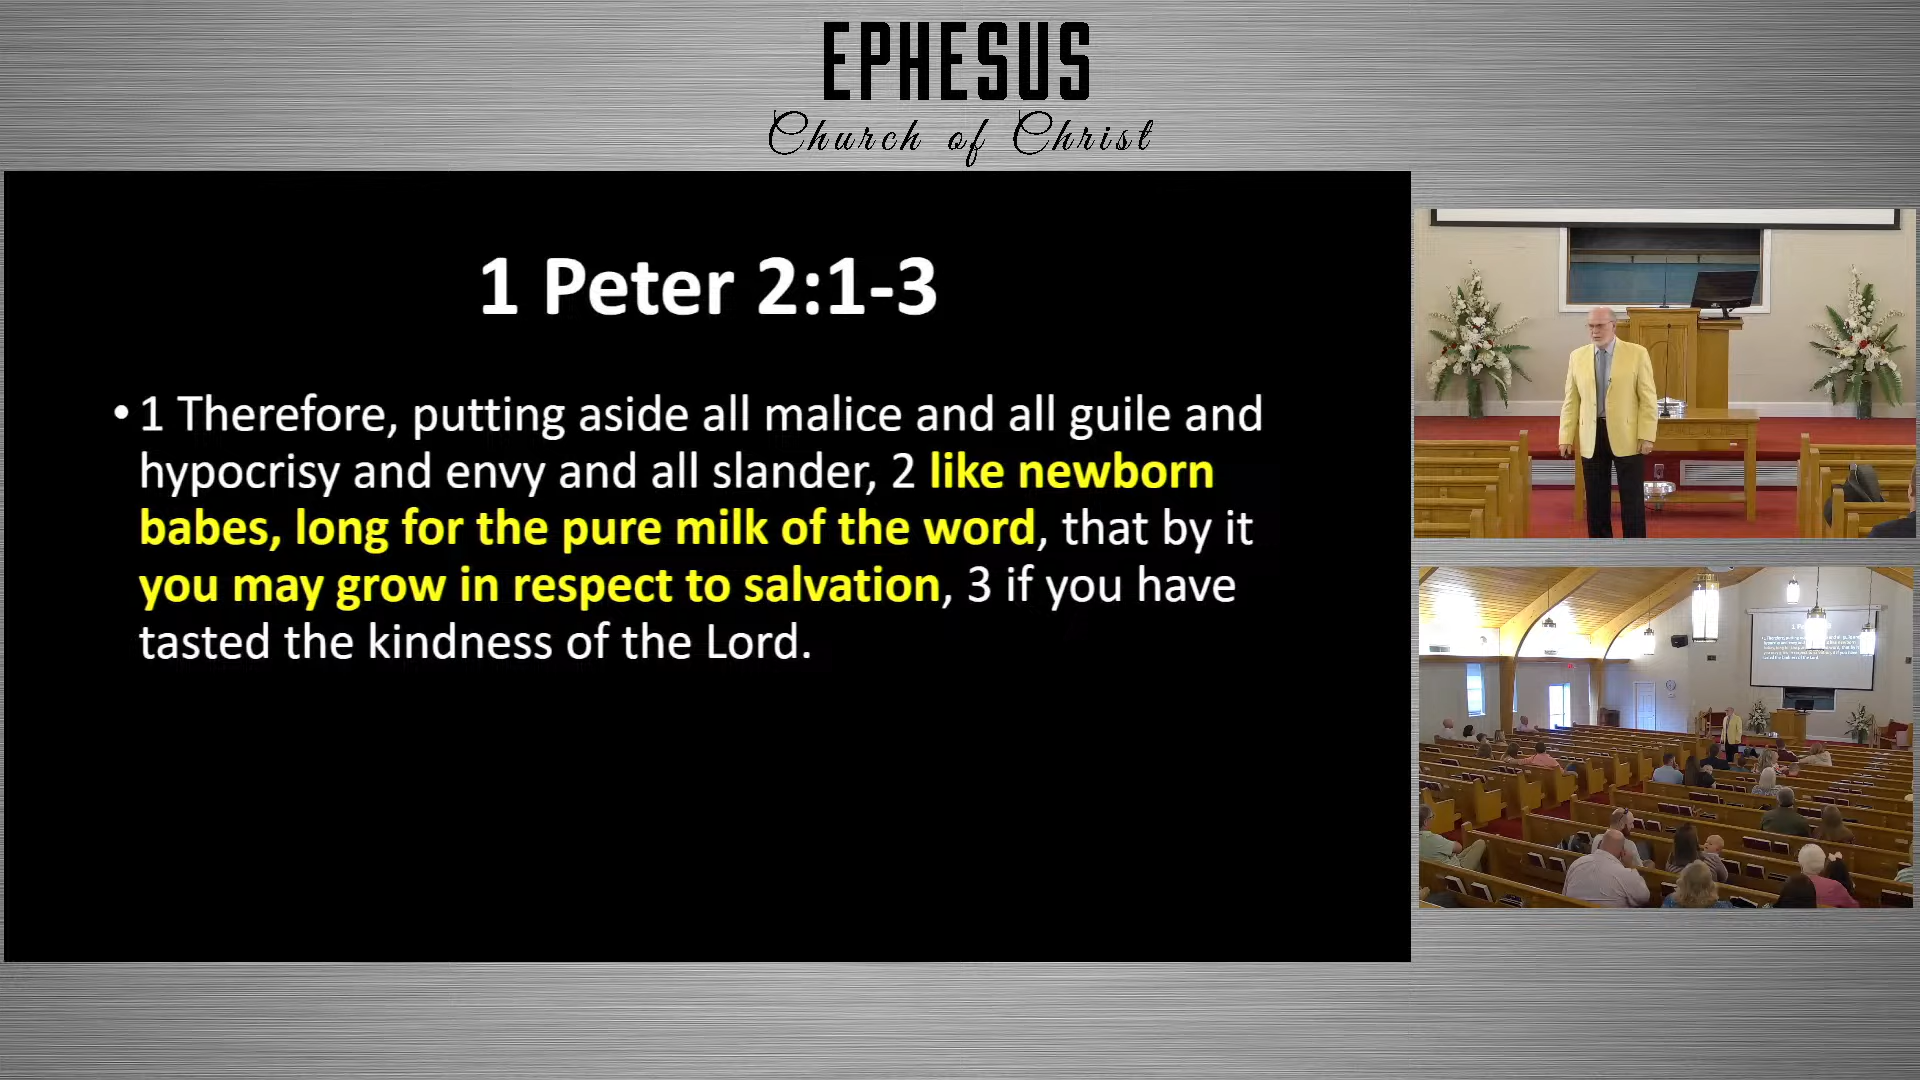 EPHESUS
Church of Christ
1 Peter 2:1-3
• 1 Therefore, putting aside all malice and all guile and
hypocrisy and envy and all slander, 2 like newborn
babes, long for the pure milk of the word, that by it
you may grow in respect to salvation, 3 if you have
tasted the kindness of the Lord.